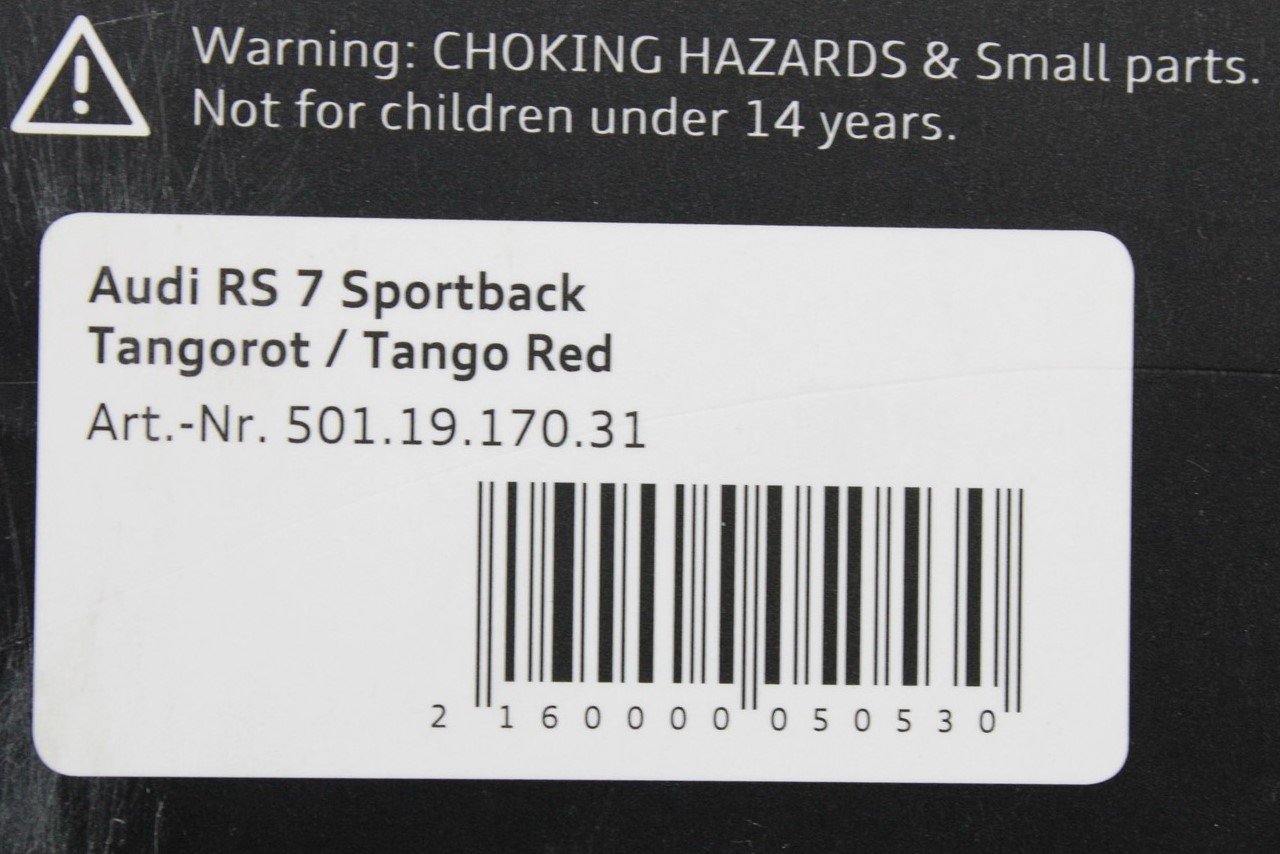 Warning: CHOKING HAZARDS & Small parts.
Not for children under 14 years.
Audi RS 7 Sportback
Tangorot / Tango Red
Art.-Nr. 501.19.170.31
2 160000 050530